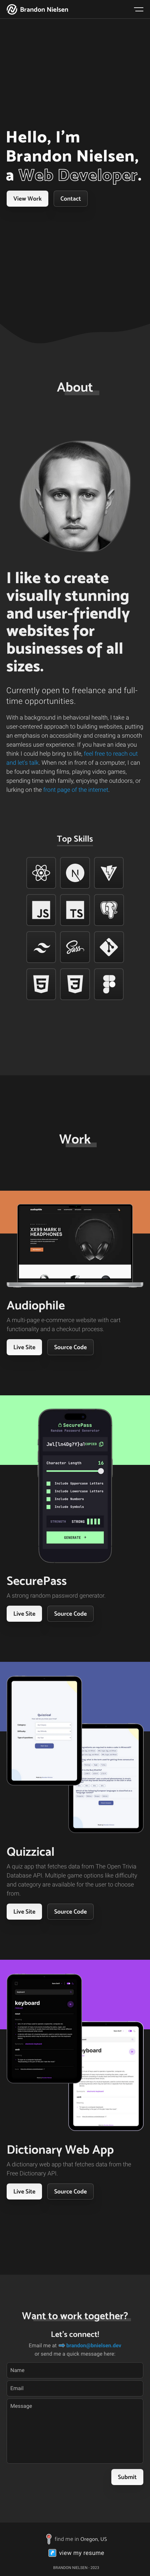 Brandon Nielsen
Hello, I'm
Brandon Nielsen,
a Web Developer.
View Work
Contact
About
I like to create
visually stunning
and user-friendly
websites for
businesses of all
sizes.
Currently open to freelance and full-
time opportunities.
With a background in behavioral health, I take a
user centered approach to building websites, putting
an emphasis on accessibility and creating a smooth
seamless user experience. If you have an idea you
think I could help bring to life, feel free to reach out
and let's talk. When not in front of a computer, I can
be found watching films, playing video games,
spending time with family, enjoying the outdoors, or
lurking on the front page of the internet.
Top Skills
N
JS
TS
Sass
5
3
Work
XX99 MARK II
HEADPHONES
Audiophile
A multi-page e-commerce website with cart
functionality and a checkout process.
Live Site
Source Code
SecurePass
Random Password Generator
COPIED
Character Length
16
Include Uppercase Letters
Include Lowercase Letters
Include Numbers
Include Symbols
STRENGTH
STRONG
GENERATE
SecurePass
A strong random password generator.
Live Site
Source Code
Quizzical
Quizzical
A quiz app that fetches data from The Open Trivia
Database API. Multiple game options like difficulty
and category are available for the user to choose
from.
Live Site
Source Code
keyboard
keyboard
Dictionary Web App
A dictionary web app that fetches data from the
Free Dictionary API.
Live Site
Source Code
Want to work together?
Let's connect!
Email me at brandon@bnielsen.dev
or send me a quick message here:
Name
Email
Message
Submit
find me in Oregon, US
view my resume
BRANDON NIELSEN - 2023